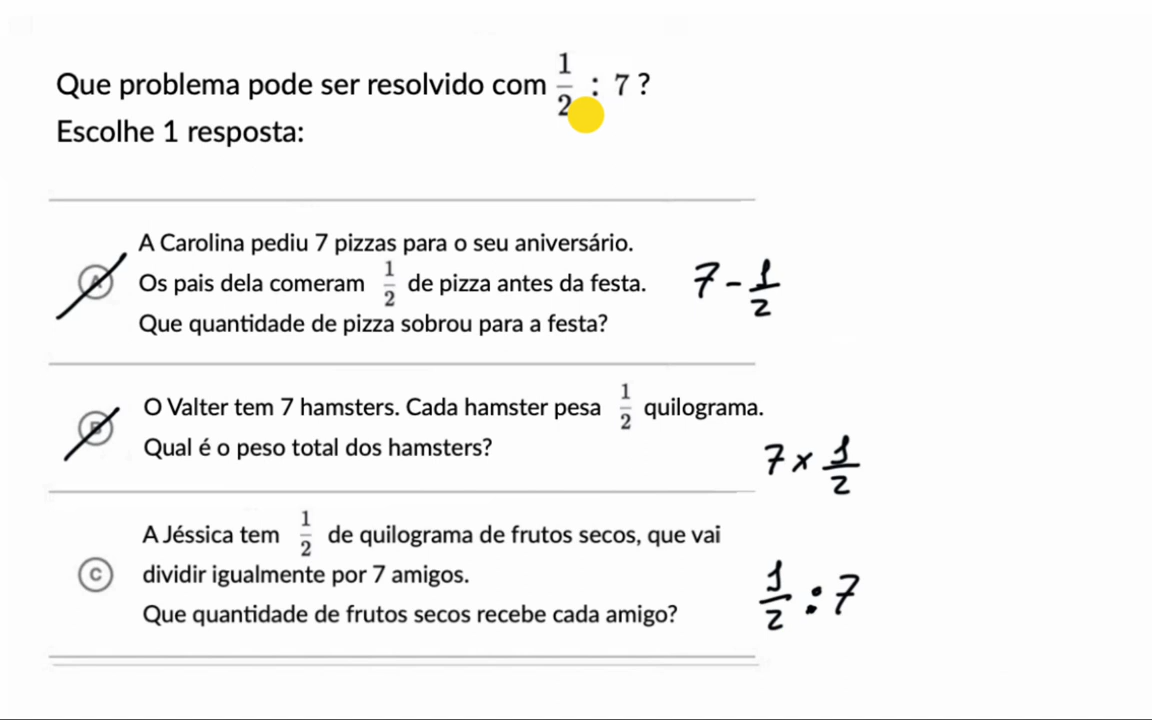 Que problema pode ser resolvido com 1/2 : 7 ?
Escolhe 1 resposta:
A
A Carolina pediu 7 pizzas para o seu aniversário.
Os pais dela comeram 1/2 de pizza antes da festa.
Que quantidade de pizza sobrou para a festa?
7 - 1/2
B
O Valter tem 7 hamsters. Cada hamster pesa 1/2 quilograma.
Qual é o peso total dos hamsters?
7 x 1/2
C
A Jéssica tem 1/2 de quilograma de frutos secos, que vai
dividir igualmente por 7 amigos.
Que quantidade de frutos secos recebe cada amigo?
1/2 : 7